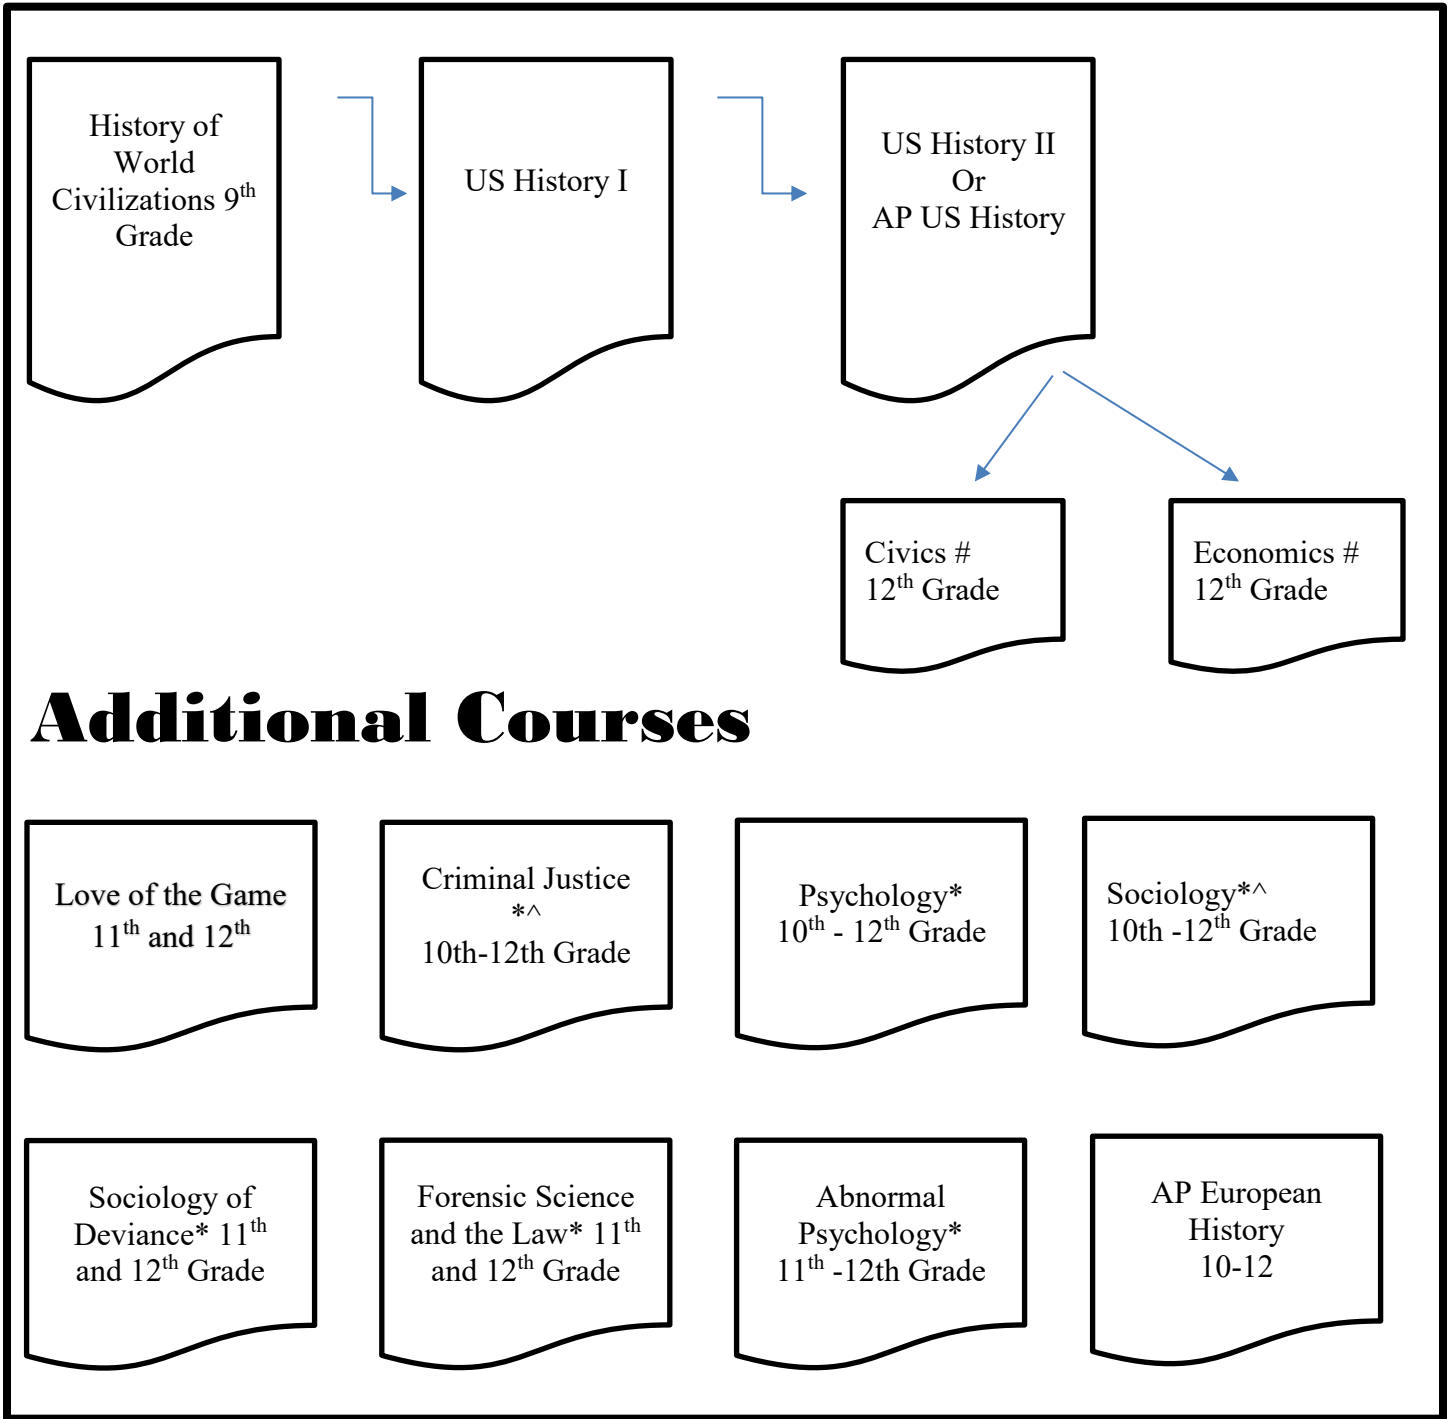 History of
World
Civilizations 9th
Grade
US History I
US History II
Or
AP US History
Civics #
12th Grade
Economics #
12th Grade
Additional Courses
Love of the Game
11th and 12th
Criminal Justice
*^
10th-12th Grade
Psychology*
10th - 12th Grade
Sociology*^
10th -12th Grade
Sociology of
Deviance* 11th
and 12th Grade
Forensic Science
and the Law* 11th
and 12th Grade
Abnormal
Psychology*
11th -12th Grade
AP European
History
10-12